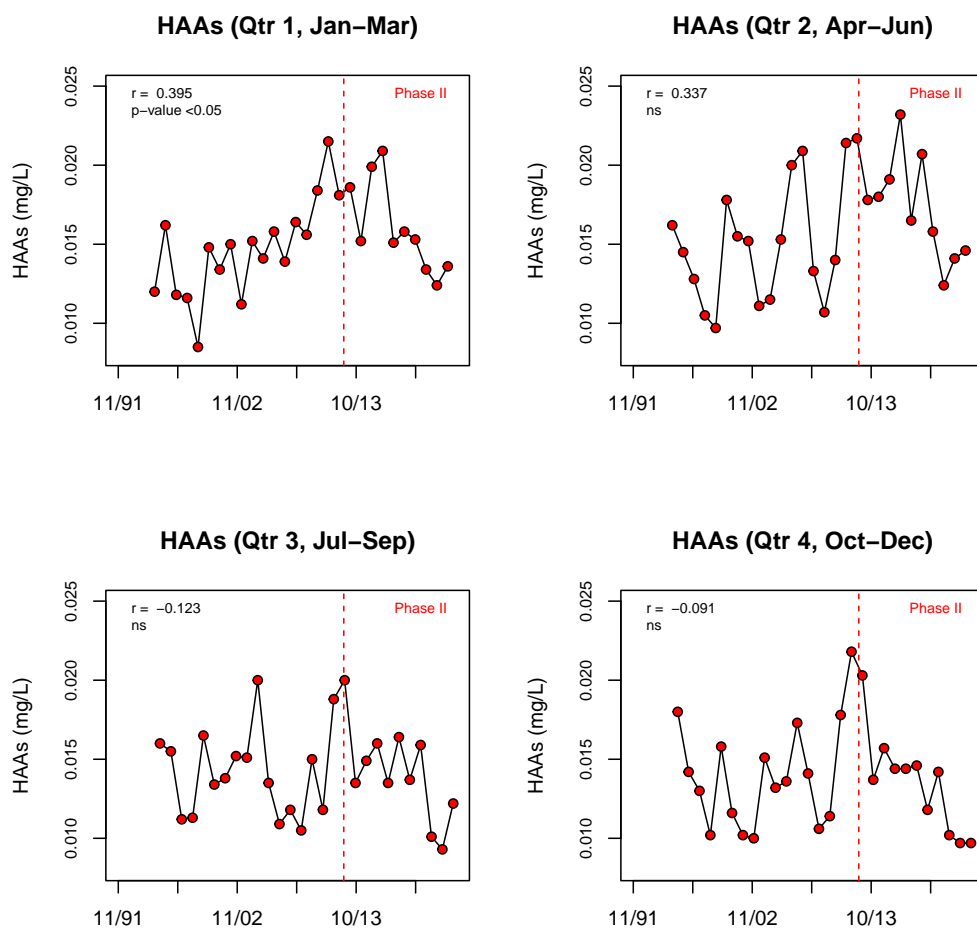 HAAs (Qtr 1, Jan−Mar)
r = 0.395
p−value <0.05
Phase II
HAAs (mg/L)
0.025
0.020
0.015
0.010
11/91
11/02
10/13
HAAs (Qtr 2, Apr−Jun)
r = 0.337
ns
Phase II
HAAs (mg/L)
0.025
0.020
0.015
0.010
11/91
11/02
10/13
HAAs (Qtr 3, Jul−Sep)
r = −0.123
ns
Phase II
HAAs (mg/L)
0.025
0.020
0.015
0.010
11/91
11/02
10/13
HAAs (Qtr 4, Oct−Dec)
r = −0.091
ns
Phase II
HAAs (mg/L)
0.025
0.020
0.015
0.010
11/91
11/02
10/13